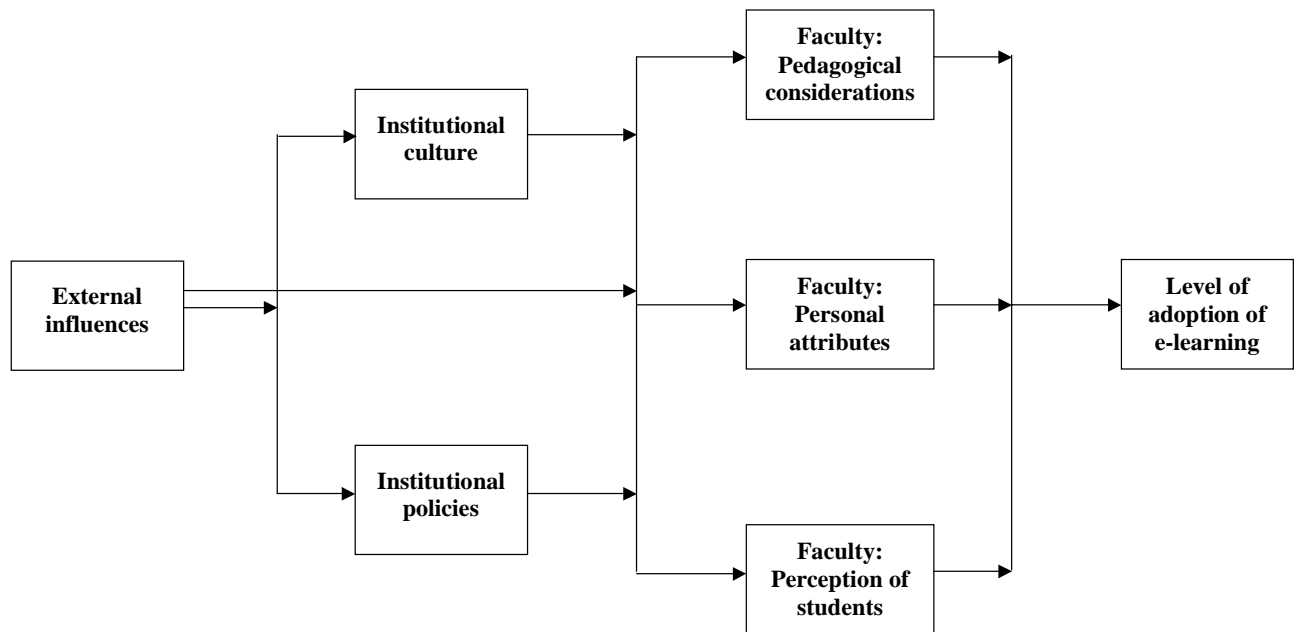 External
influences
Institutional
culture
Institutional
policies
Faculty:
Pedagogical
considerations
Faculty:
Personal
attributes
Faculty:
Perception of
students
Level of
adoption of
e-learning